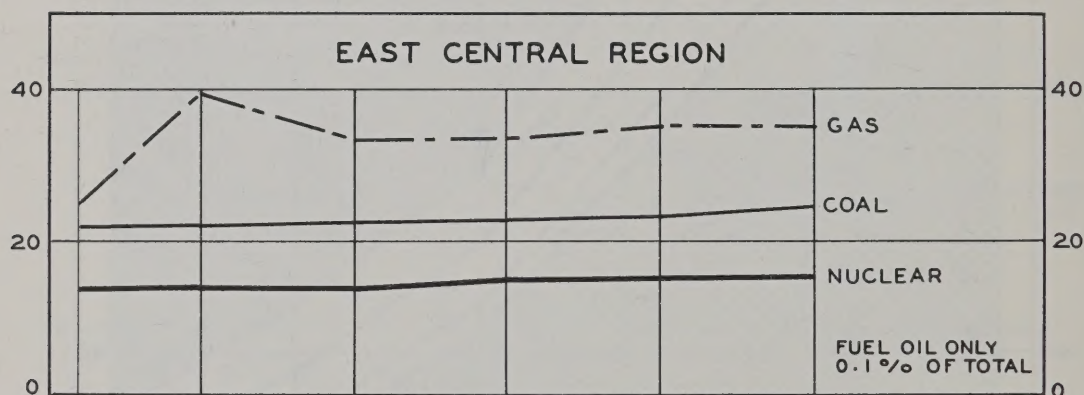 EAST CENTRAL REGION
40 40
GAS
COAL
20 20
NUCLEAR
FUEL OIL ONLY
0.1% OF TOTAL
0 0